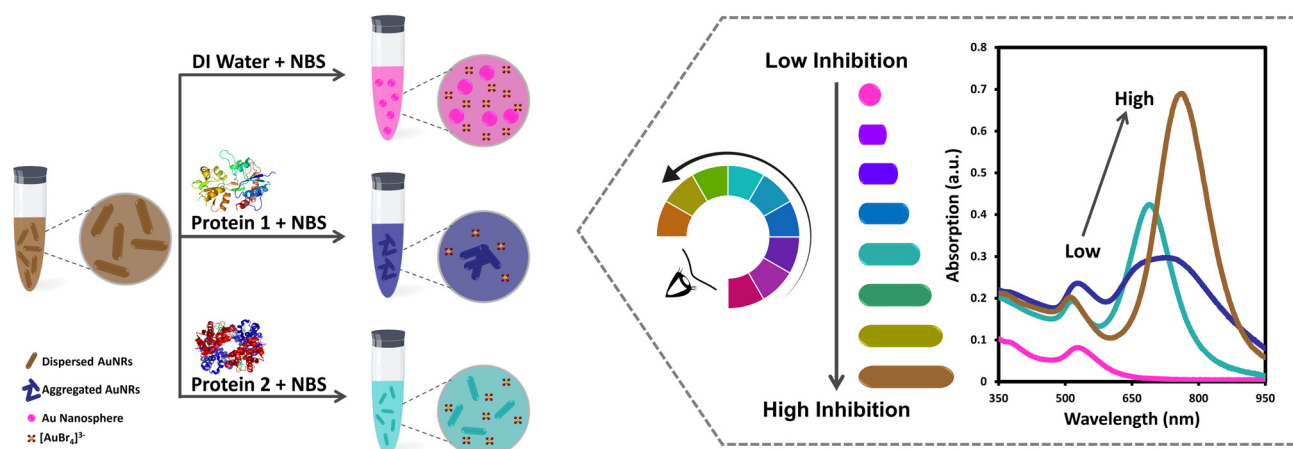 DI Water + NBS
Protein 1 + NBS
Protein 2 + NBS
Dispersed AuNRs
Aggregated AuNRs
Au Nanosphere
[AuBr₄]³⁻
Low Inhibition
High Inhibition
Absorption (a.u.)
0.8
0.7
0.6
0.5
0.4
0.3
0.2
0.1
0
High
Low
350
500
650
800
950
Wavelength (nm)